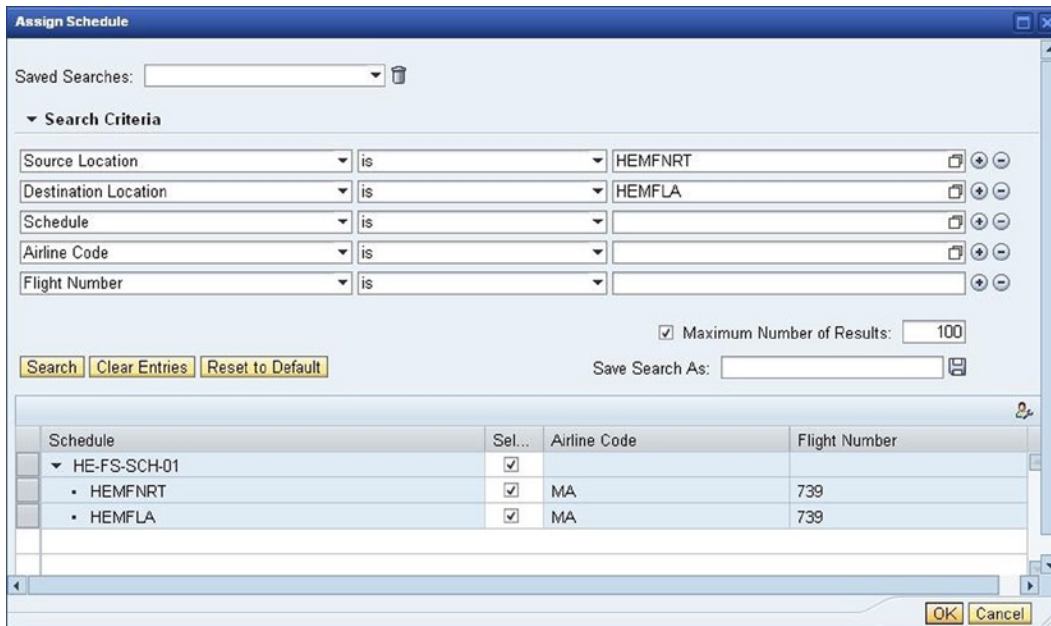 Assign Schedule
Saved Searches:
Search Criteria
Source Location is HEMFNRT
Destination Location is HEMFLA
Schedule is
Airline Code is
Flight Number is
Maximum Number of Results: 100
Search Clear Entries Reset to Default Save Search As:
Schedule Sel... Airline Code Flight Number
HE-FS-SCH-01
HEMFNRT MA 739
HEMFLA MA 739
OK Cancel